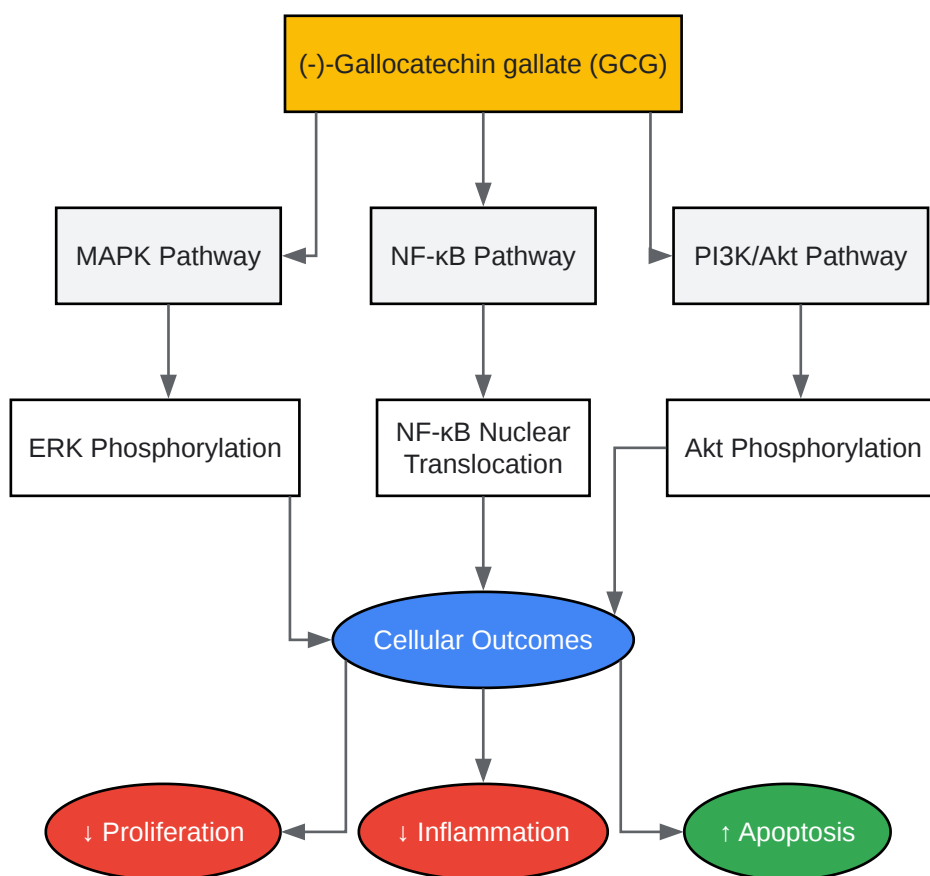 (-)-Gallocatechin gallate (GCG)
MAPK Pathway
NF-κB Pathway
PI3K/Akt Pathway
ERK Phosphorylation
NF-κB Nuclear
Translocation
Akt Phosphorylation
Cellular Outcomes
↓ Proliferation
↓ Inflammation
↑ Apoptosis